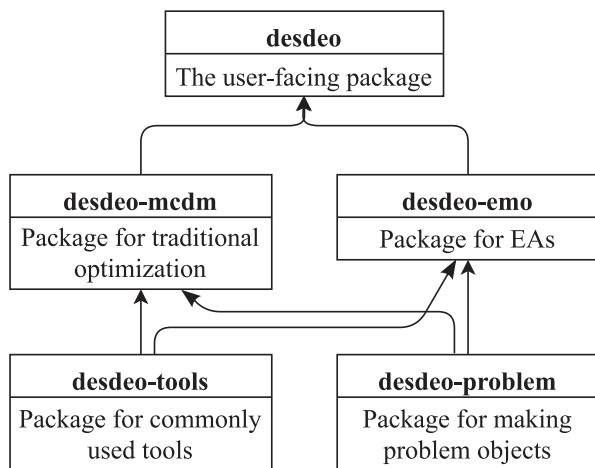 desdeo
The user-facing package
desdeo-mcdm
Package for traditional
optimization
desdeo-emo
Package for EAs
desdeo-tools
Package for commonly
used tools
desdeo-problem
Package for making
problem objects